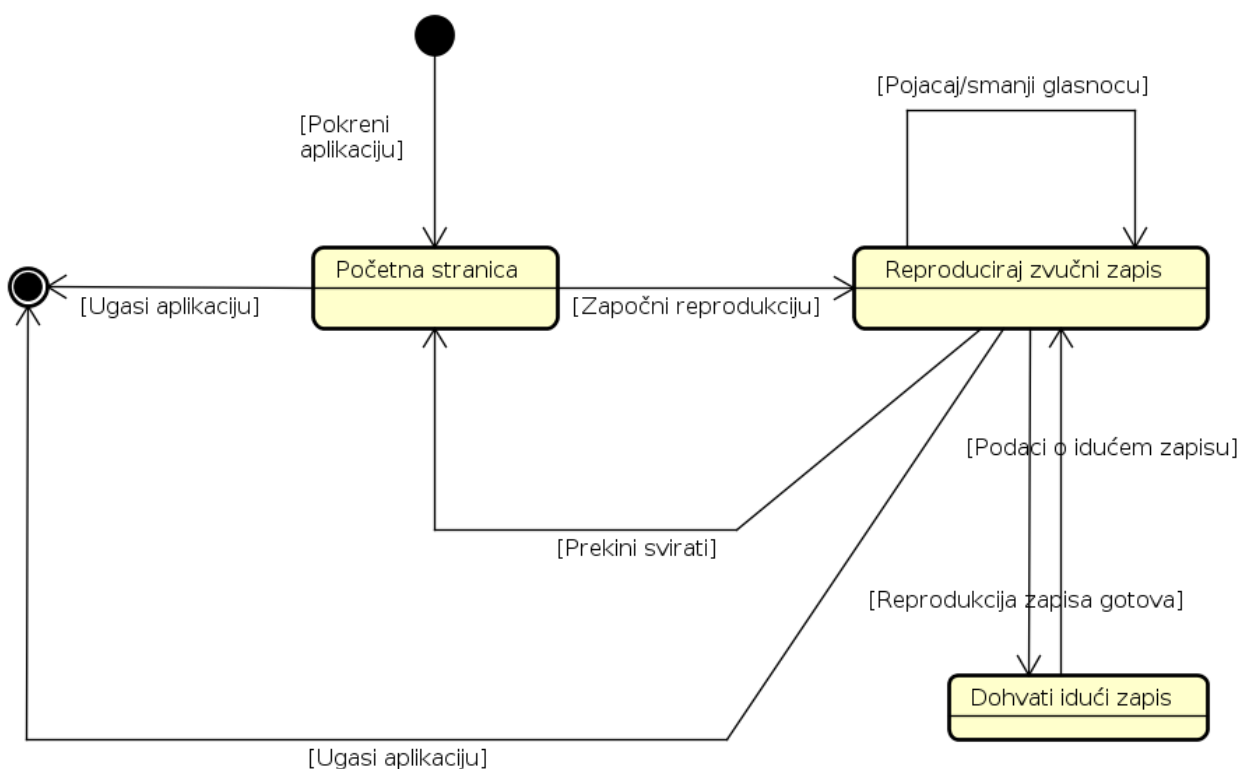 [Pojacaj/smanji glasnocu]
[Pokreni
aplikaciju]
Početna stranica
Reproduciraj zvučni zapis
[Ugasi aplikaciju]
[Započni reprodukciju]
[Podaci o idućem zapisu]
[Prekini svirati]
[Reprodukcija zapisa gotova]
Dohvati idući zapis
[Ugasi aplikaciju]